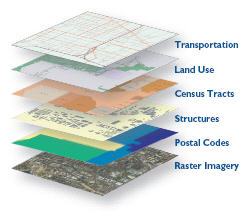 Transportation
Land Use
Census Tracts
Structures
Postal Codes
Raster Imagery